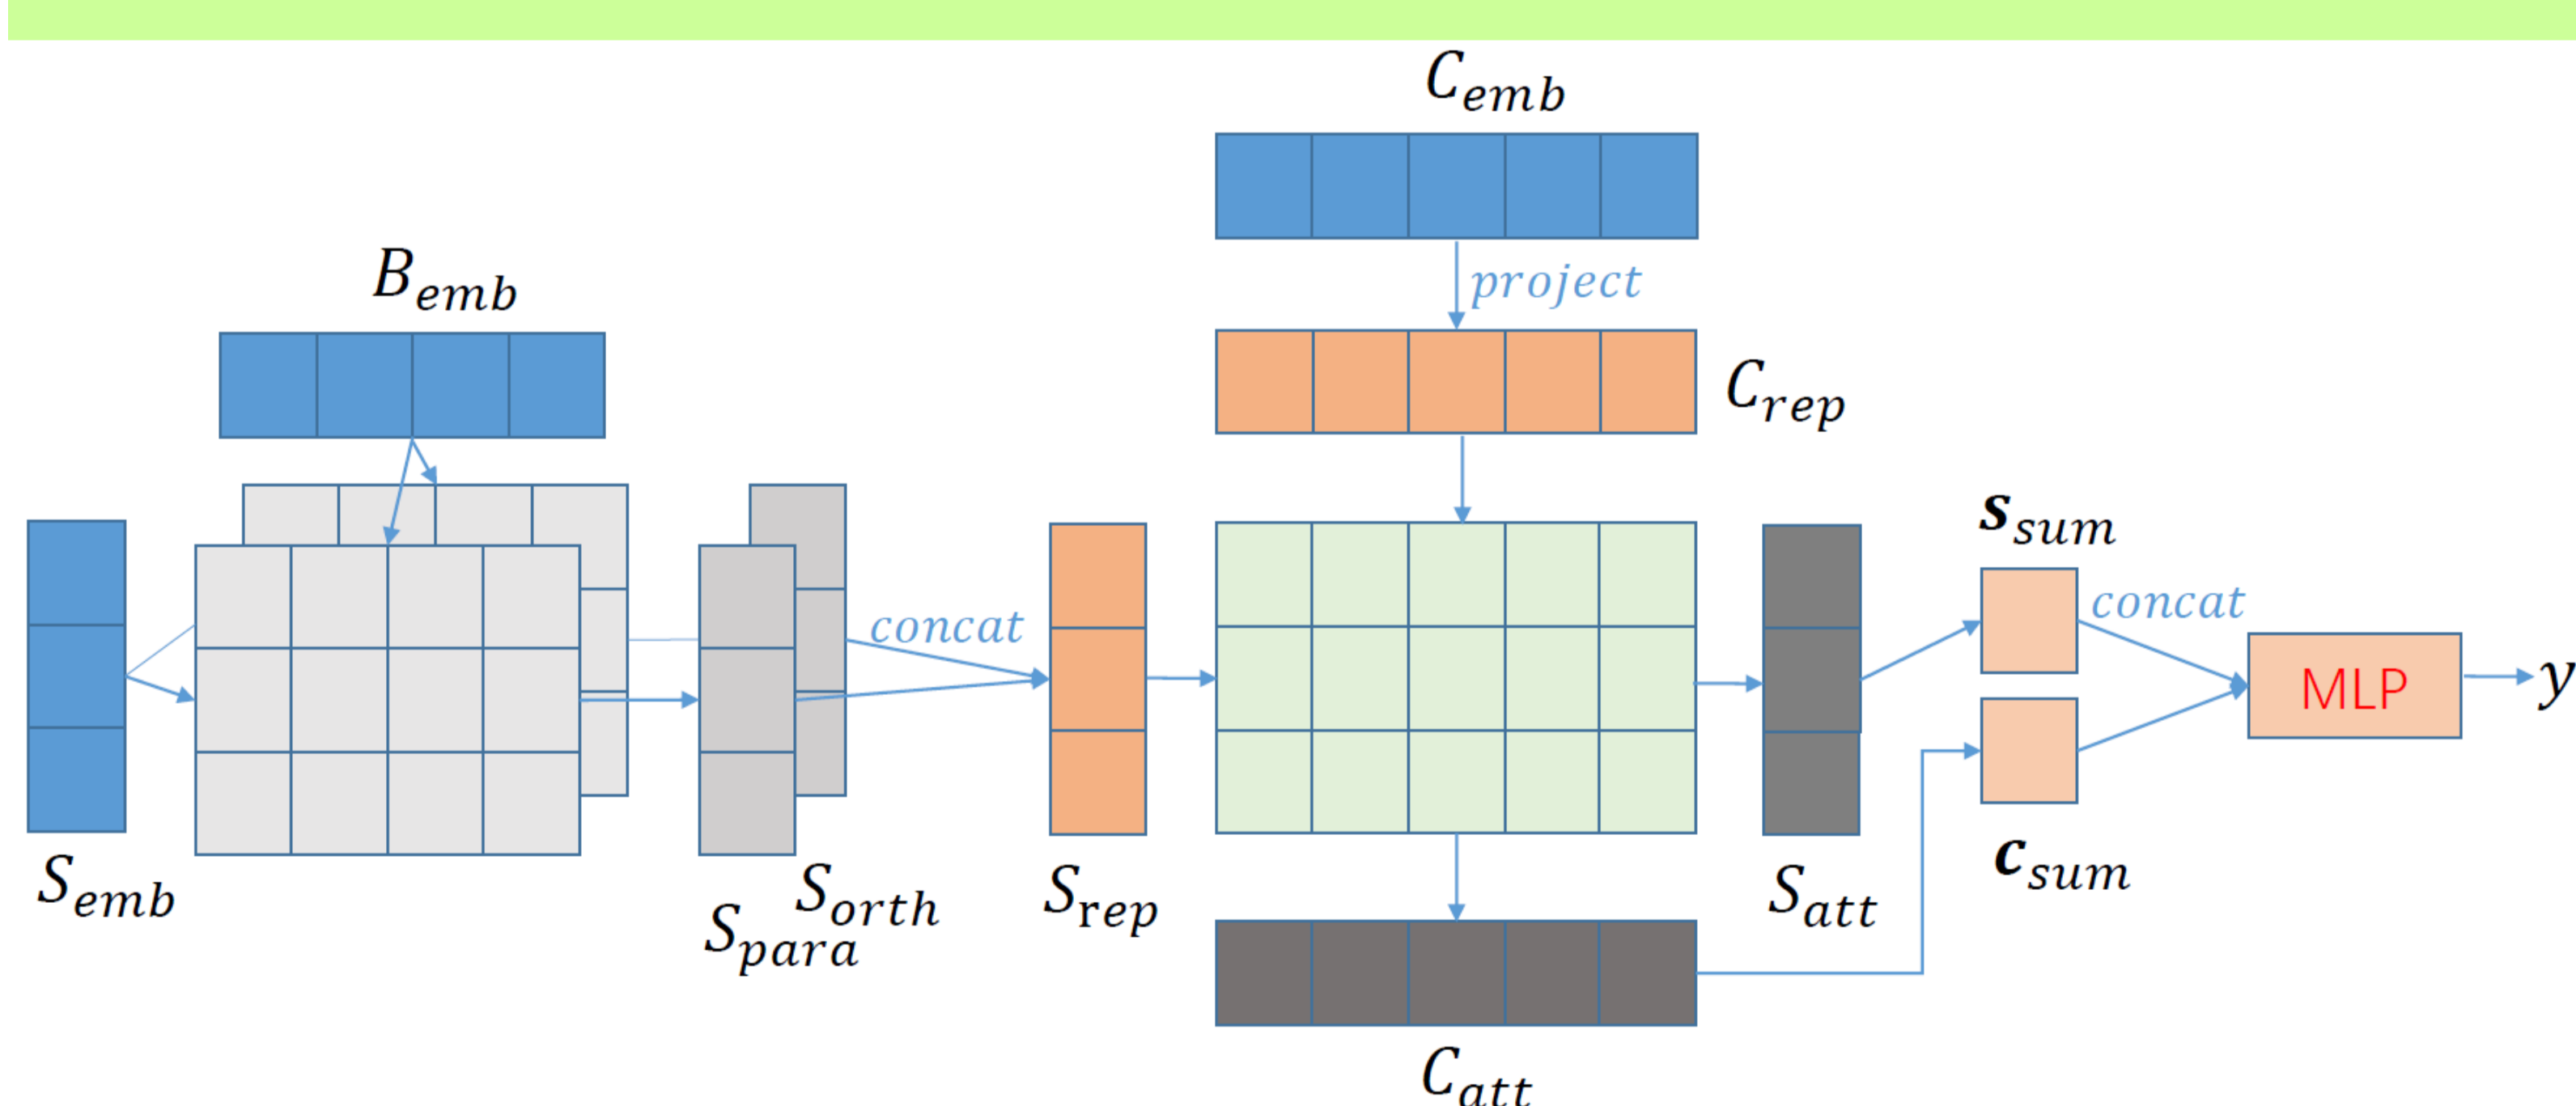 C_emb
project
B_emb
C_rep
s_sum
concat
concat
MLP
y
S_emb
S_orth
S_para
S_rep
S_att
c_sum
C_att